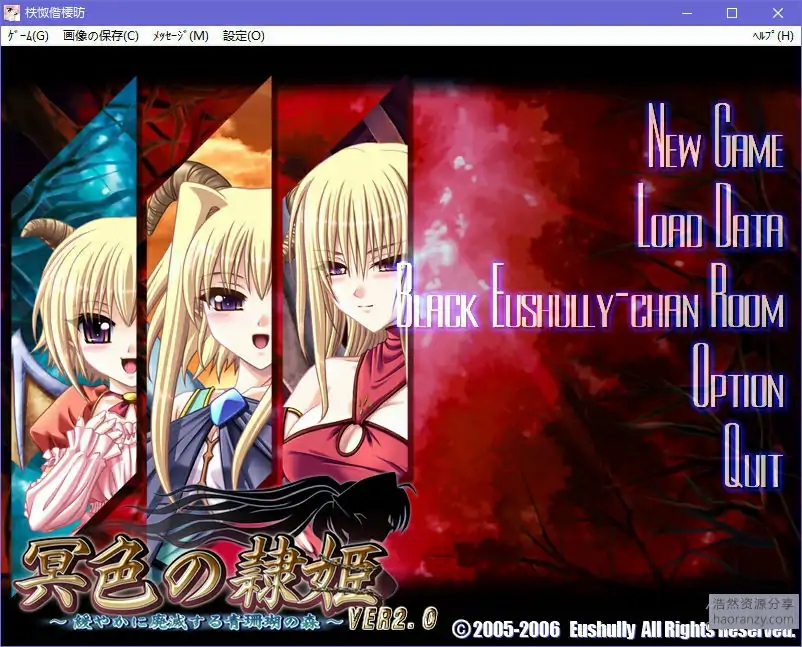 ｹﾞｰﾑ(G) 画像の保存(C) ﾒｯｾｰｼﾞ(M) 設定(O) ﾍﾙﾌﾟ(H)
NEW GAME
LOAD DATA
BLACK EUSHULLY-CHAN ROOM
OPTION
QUIT
冥色の隷姫
～緩やかに廃滅する青珊瑚の森～ VER2.0
©2005-2006 Eushully All Rights Reserved.
浩然资源分享
haoranzy.com